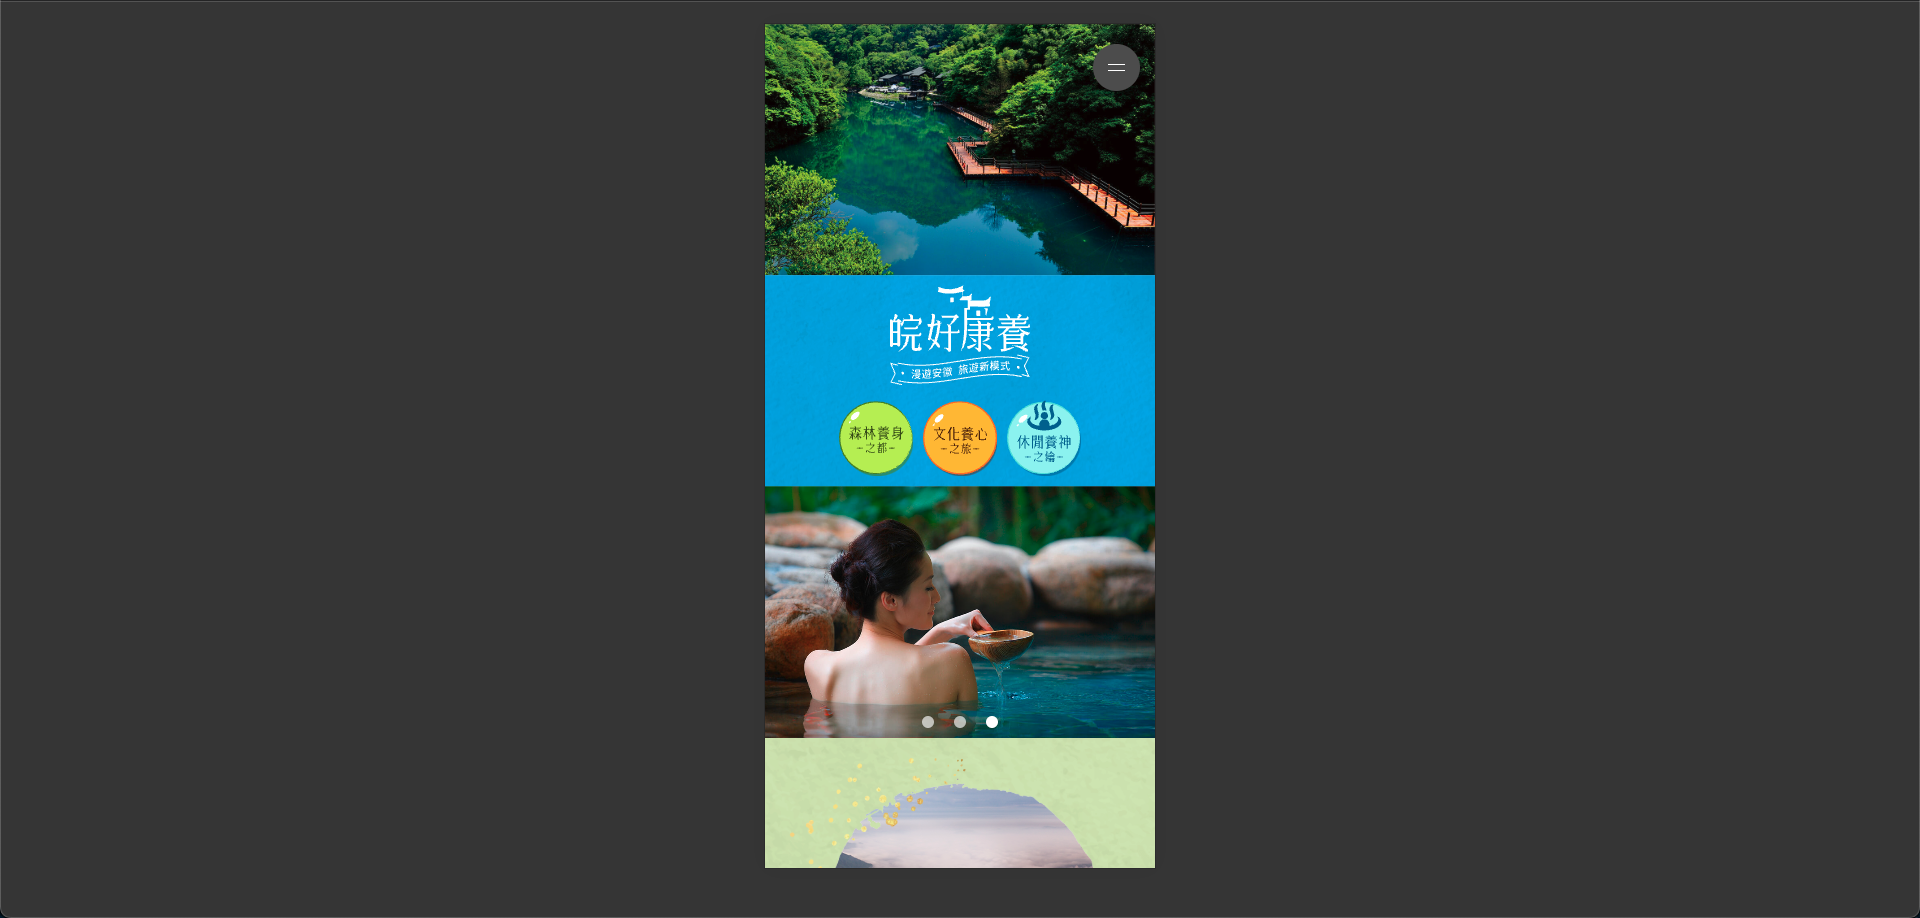 皖好康養
漫遊安徽 旅遊新模式
森林養身
之都
文化養心
之旅
休閒養神
之輪